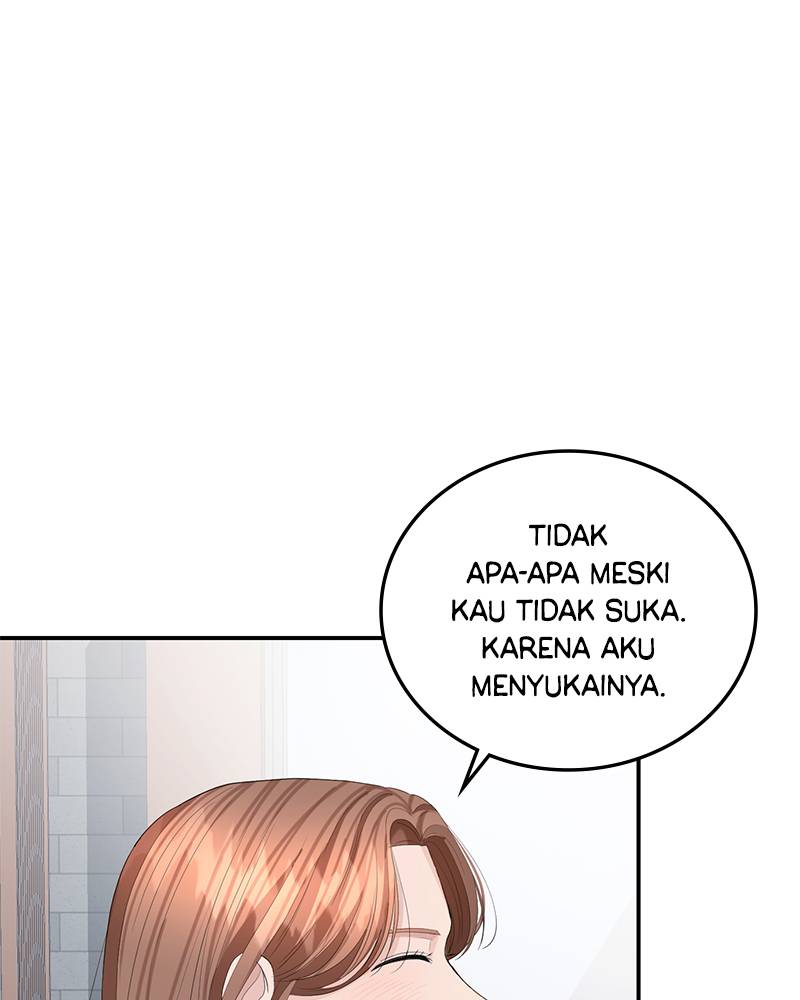 TIDAK
APA-APA MESKI
KAU TIDAK SUKA.
KARENA AKU
MENYUKAINYA.